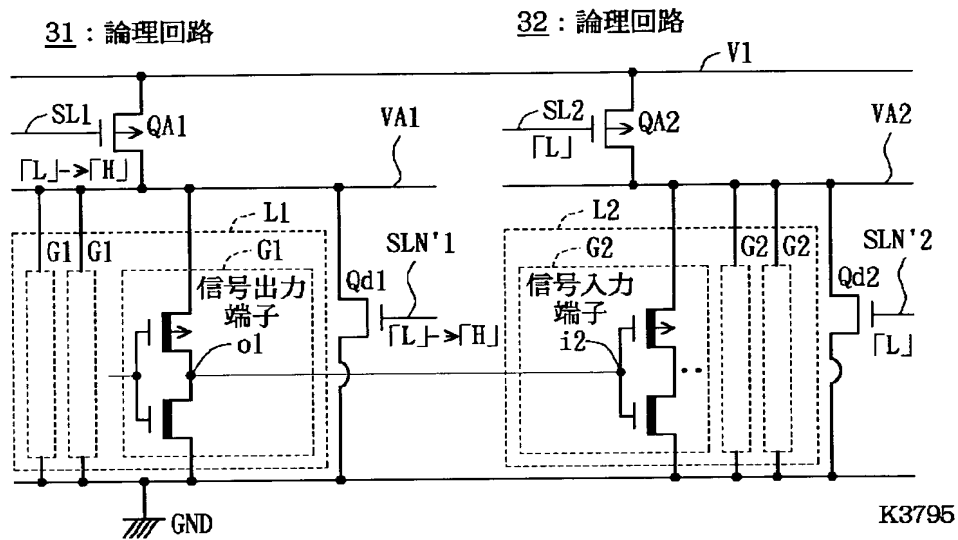 31：論理回路
32：論理回路
V1
SL1
QA1
VA1
SL2
QA2
VA2
「L」->「H」
「L」
L1
L2
G1
G1
G1
SLN'1
G2
G2
G2
SLN'2
信号出力
端子
o1
Qd1
「L」->「H」
信号入力
端子
i2
Qd2
「L」
GND
K3795